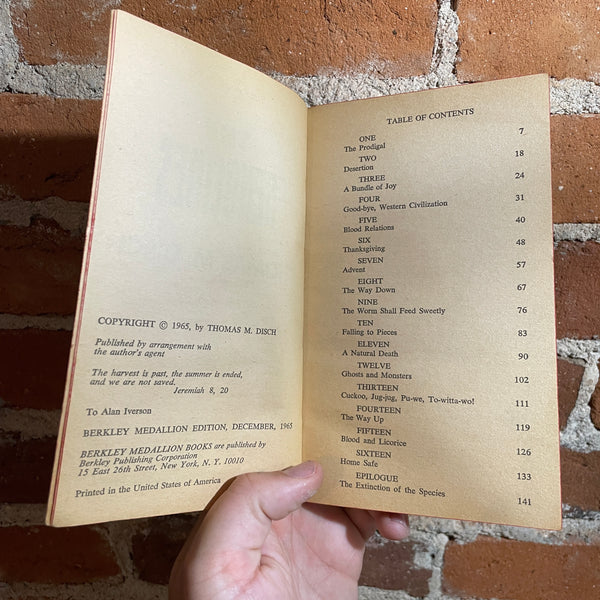 COPYRIGHT © 1965, by THOMAS M. DISCH
Published by arrangement with
the author's agent
The harvest is past, the summer is ended,
and we are not saved.
Jeremiah 8, 20
To Alan Iverson
BERKLEY MEDALLION EDITION, DECEMBER, 1965
BERKLEY MEDALLION BOOKS are published by
Berkley Publishing Corporation
15 East 26th Street, New York, N. Y. 10010
Printed in the United States of America
TABLE OF CONTENTS
ONE
The Prodigal 7
TWO
Desertion 18
THREE
A Bundle of Joy 24
FOUR
Good-bye, Western Civilization 31
FIVE
Blood Relations 40
SIX
Thanksgiving 48
SEVEN
Advent 57
EIGHT
The Way Down 67
NINE
The Worm Shall Feed Sweetly 76
TEN
Falling to Pieces 83
ELEVEN
A Natural Death 90
TWELVE
Ghosts and Monsters 102
THIRTEEN
Cuckoo, Jug-jog, Pu-we, To-witta-wo! 111
FOURTEEN
The Way Up 119
FIFTEEN
Blood and Licorice 126
SIXTEEN
Home Safe 133
EPILOGUE
The Extinction of the Species 141